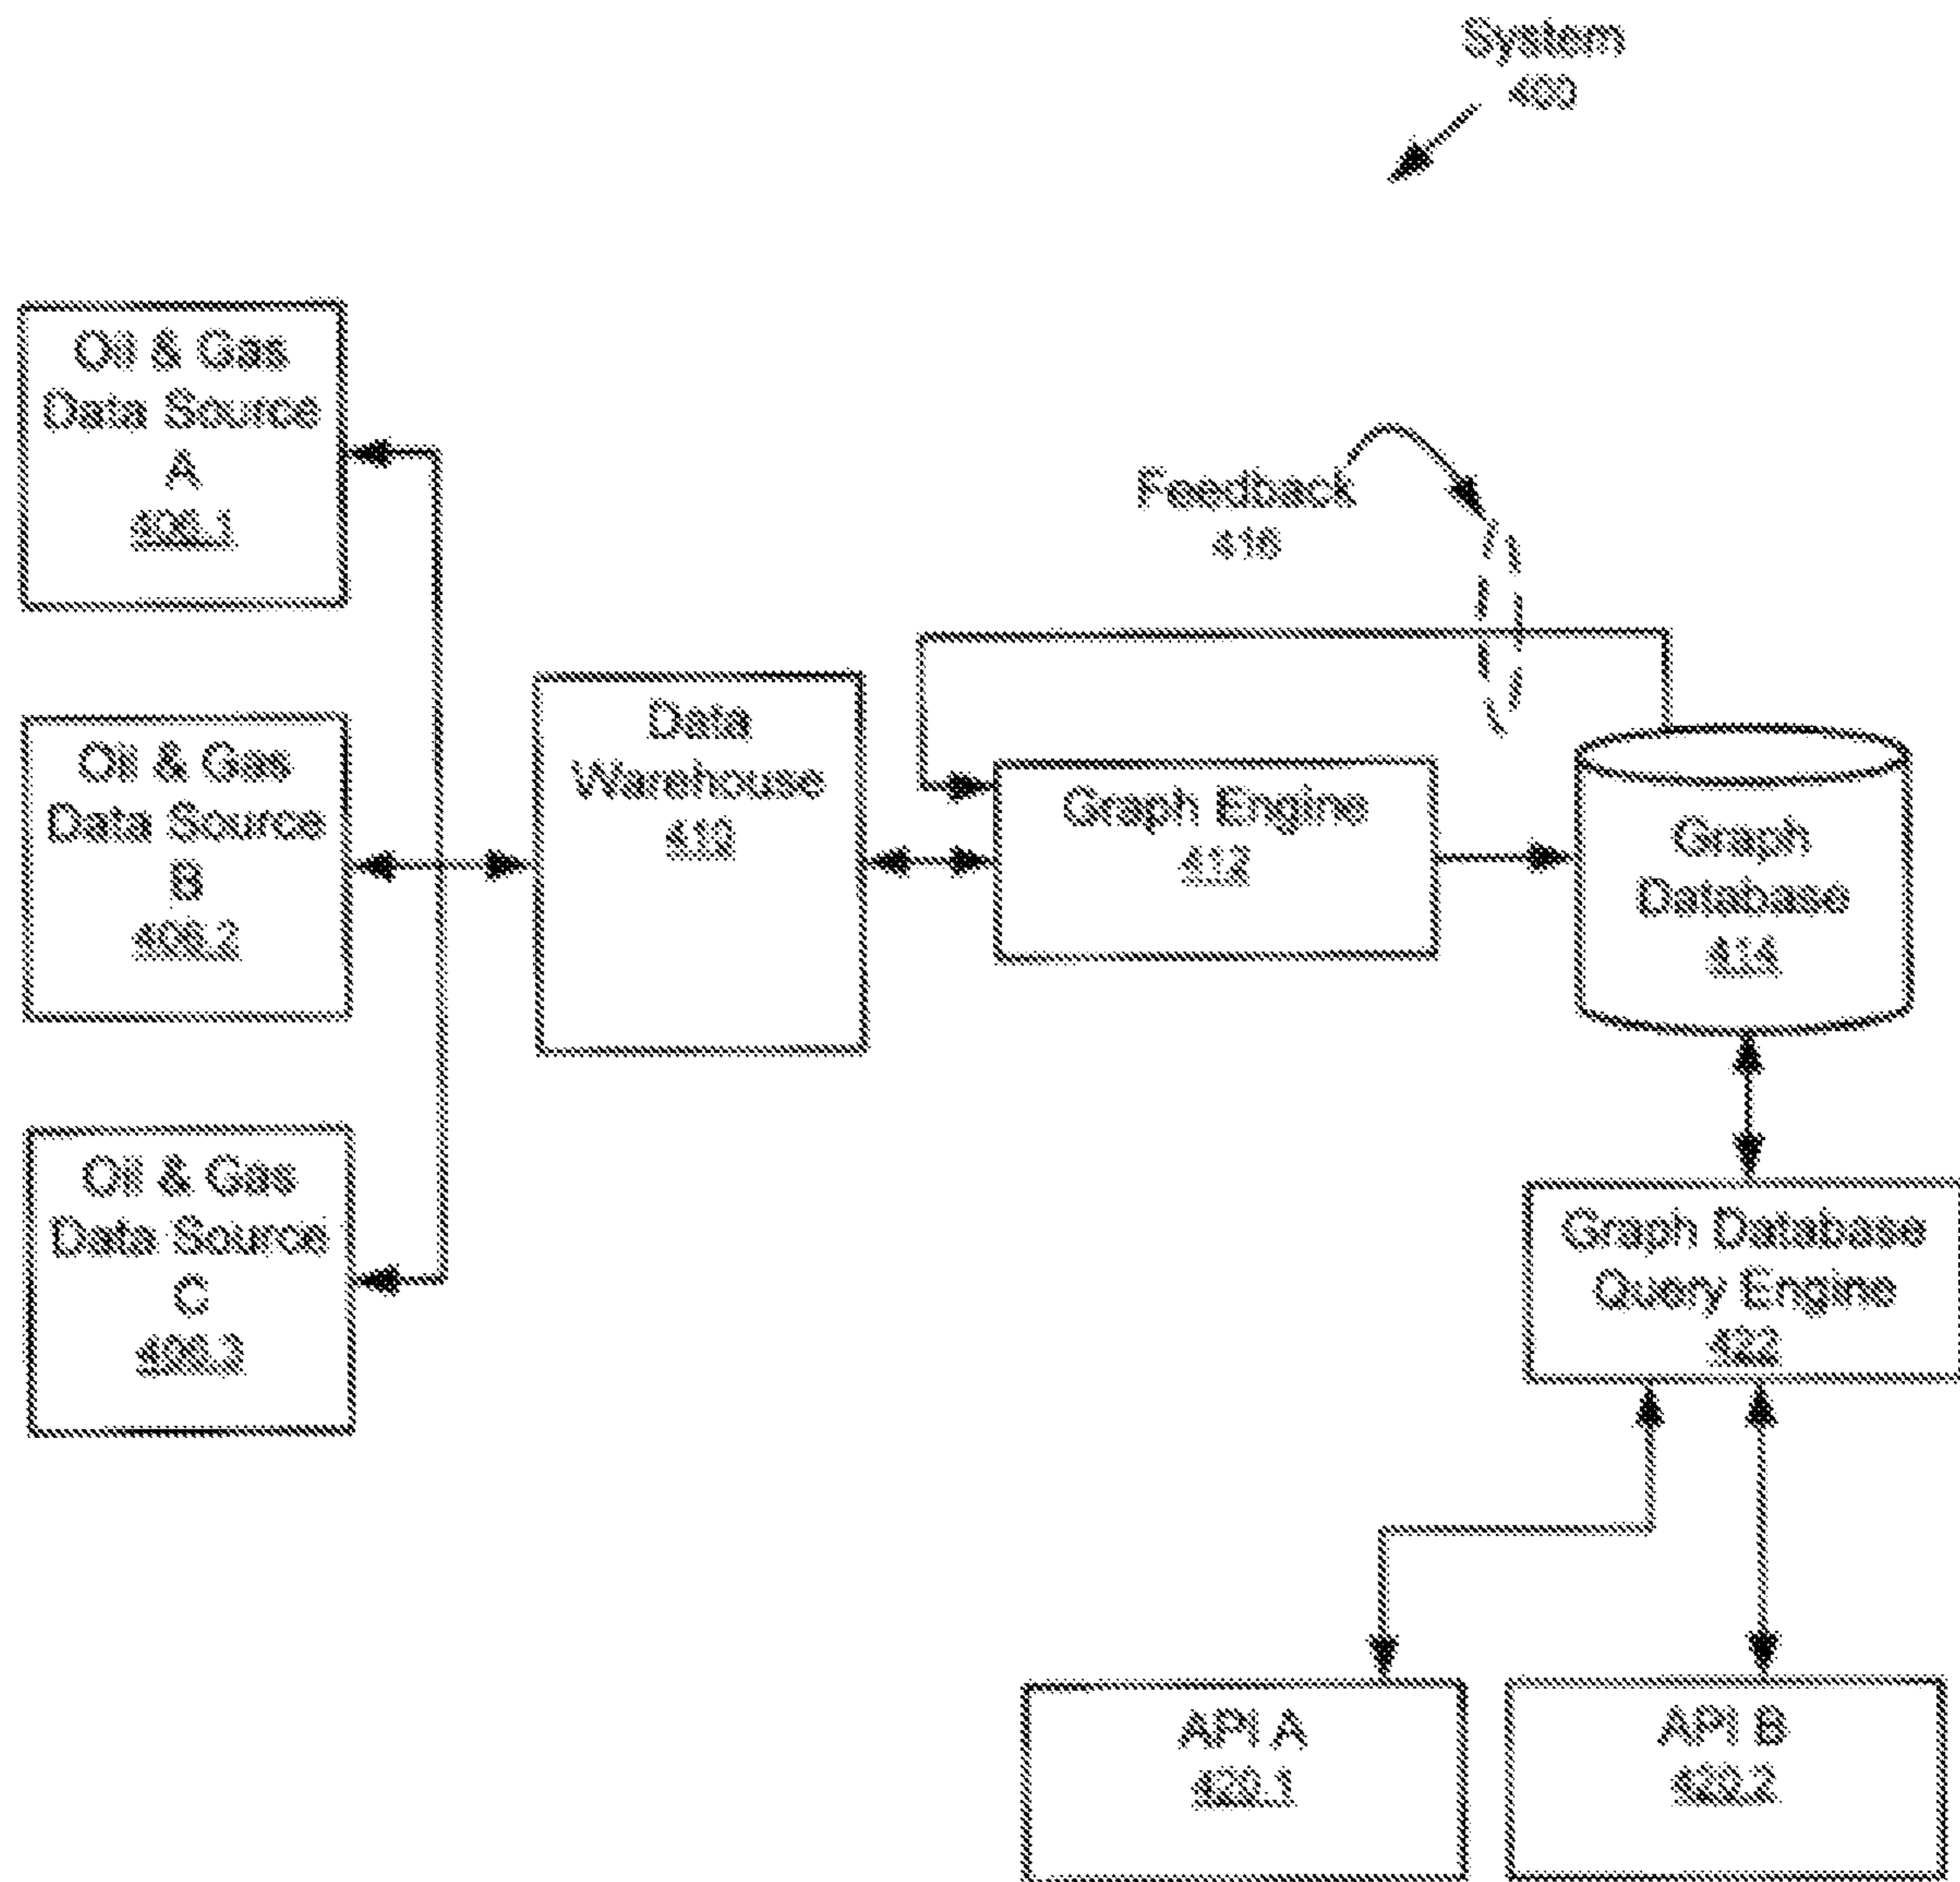 System
400
Oil & Gas
Data Source
A
406.1
Feedback
416
Data
Warehouse
410
Graph Engine
412
Graph
Database
414
Oil & Gas
Data Source
B
406.2
Oil & Gas
Data Source
C
406.3
Graph Database
Query Engine
422
API A
420.1
API B
420.2